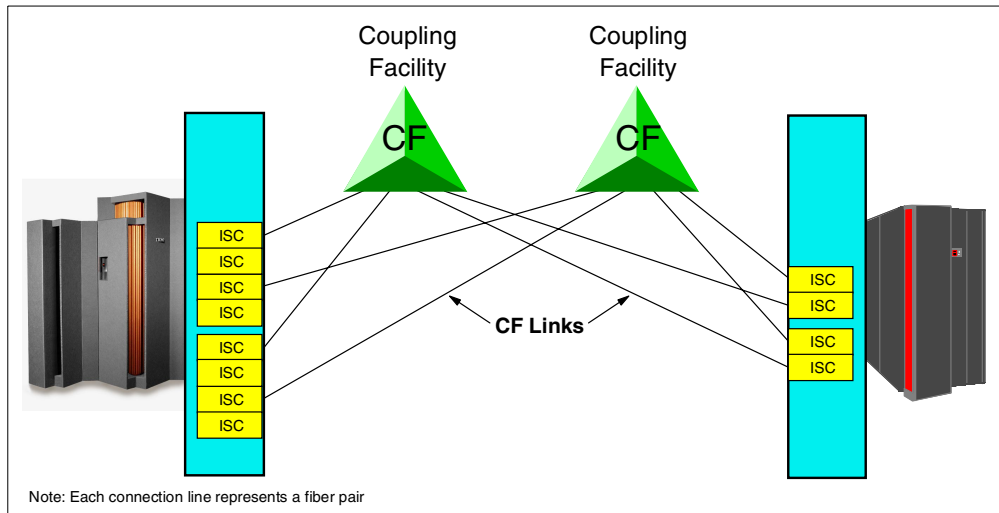 Coupling
Facility
Coupling
Facility
CF
CF
ISC
ISC
ISC
ISC
ISC
ISC
ISC
ISC
CF Links
ISC
ISC
ISC
ISC
Note: Each connection line represents a fiber pair